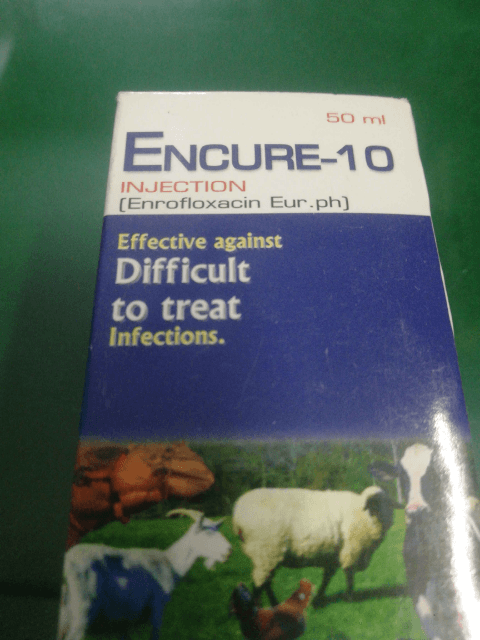 50 ml
ENCURE-10
INJECTION
(Enrofloxacin Eur.ph)
Effective against
Difficult
to treat
Infections.